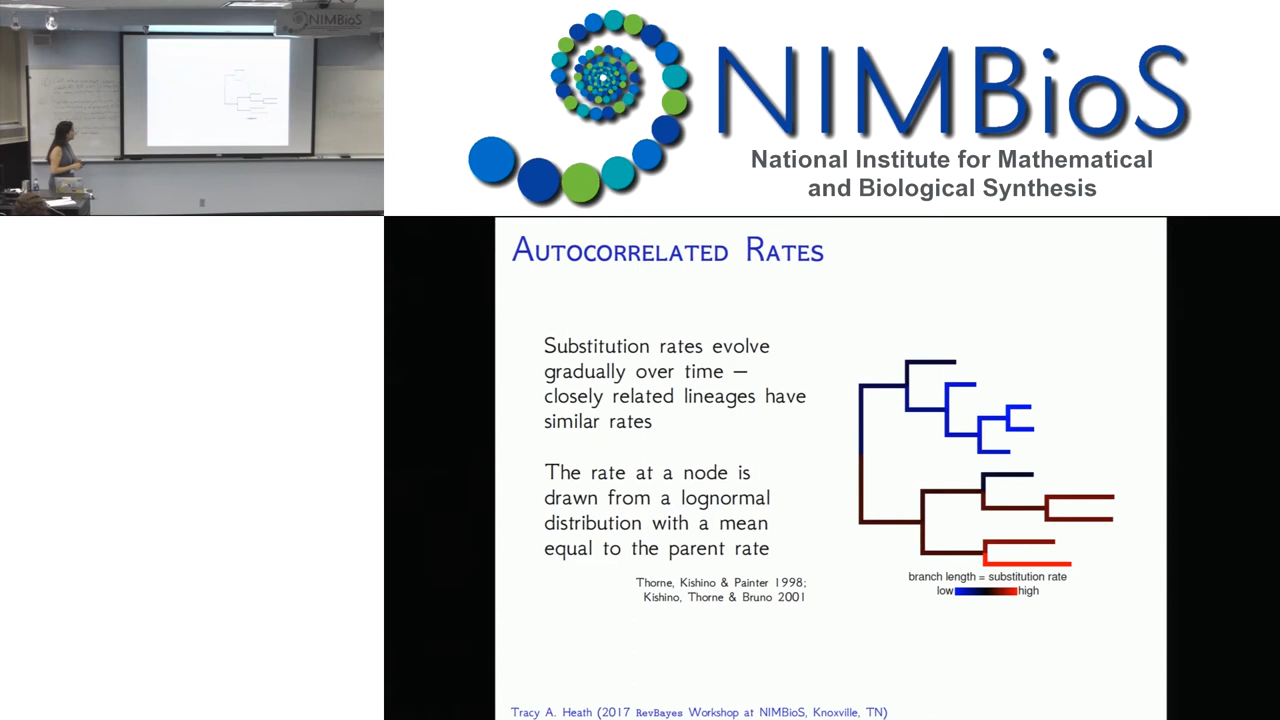 NIMBioS
NIMBioS
National Institute for Mathematical
and Biological Synthesis
AUTOCORRELATED RATES
Substitution rates evolve
gradually over time –
closely related lineages have
similar rates
The rate at a node is
drawn from a lognormal
distribution with a mean
equal to the parent rate
Thorne, Kishino & Painter 1998;
Kishino, Thorne & Bruno 2001
branch length = substitution rate
low high
Tracy A. Heath (2017 RevBayes Workshop at NIMBioS, Knoxville, TN)